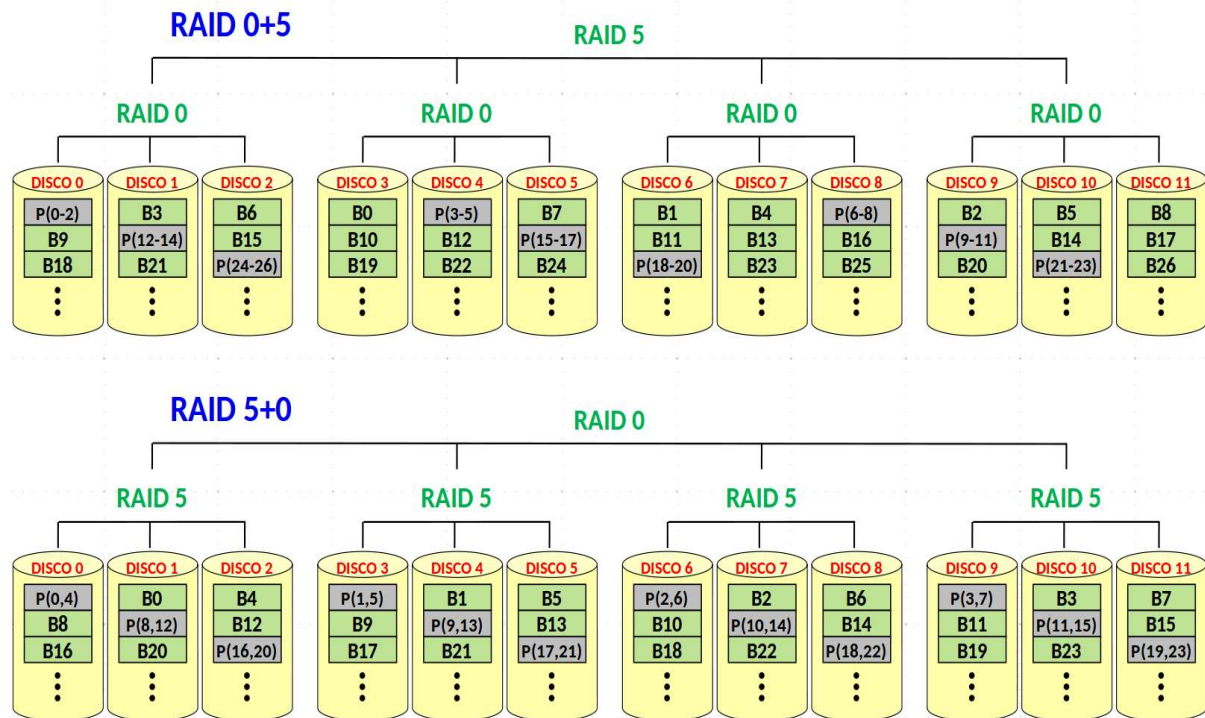 RAID 0+5
RAID 5
RAID 0 RAID 0 RAID 0 RAID 0
DISCO 0 DISCO 1 DISCO 2 DISCO 3 DISCO 4 DISCO 5 DISCO 6 DISCO 7 DISCO 8 DISCO 9 DISCO 10 DISCO 11
P(0-2) B3 B6 B0 P(3-5) B7 B1 B4 P(6-8) B2 B5 B8
B9 P(12-14) B15 B10 B12 P(15-17) B11 B13 B16 P(9-11) B14 B17
B18 B21 P(24-26) B19 B22 B24 P(18-20) B23 B25 B20 P(21-23) B26
RAID 5+0
RAID 0
RAID 5 RAID 5 RAID 5 RAID 5
DISCO 0 DISCO 1 DISCO 2 DISCO 3 DISCO 4 DISCO 5 DISCO 6 DISCO 7 DISCO 8 DISCO 9 DISCO 10 DISCO 11
P(0,4) B0 B4 P(1,5) B1 B5 P(2,6) B2 B6 P(3,7) B3 B7
B8 P(8,12) B12 B9 P(9,13) B13 B10 P(10,14) B14 B11 P(11,15) B15
B16 B20 P(16,20) B17 B21 P(17,21) B18 B22 P(18,22) B19 B23 P(19,23)